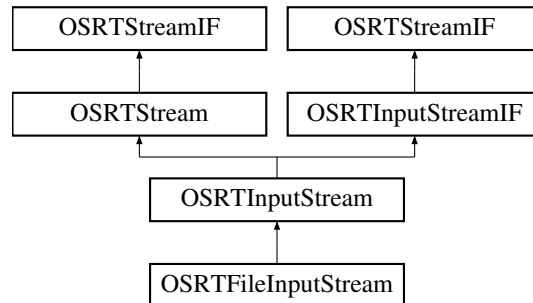 OSRTStreamIF
OSRTStreamIF
OSRTStream
OSRTInputStreamIF
OSRTInputStream
OSRTFileInputStream